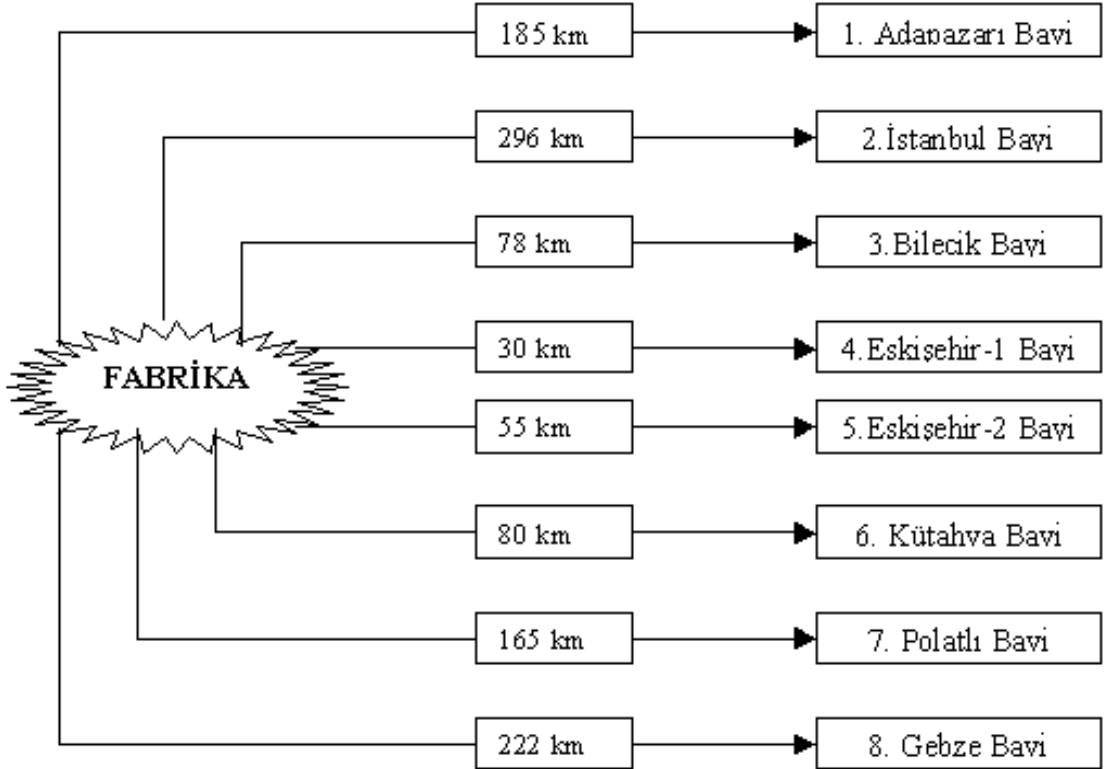 185 km 1. Adapazarı Bayi
296 km 2.İstanbul Bayi
78 km 3.Bilecik Bayi
30 km 4.Eskişehir-1 Bayi
FABRİKA
55 km 5.Eskişehir-2 Bayi
80 km 6. Kütahya Bayi
165 km 7. Polatlı Bayi
222 km 8. Gebze Bayi